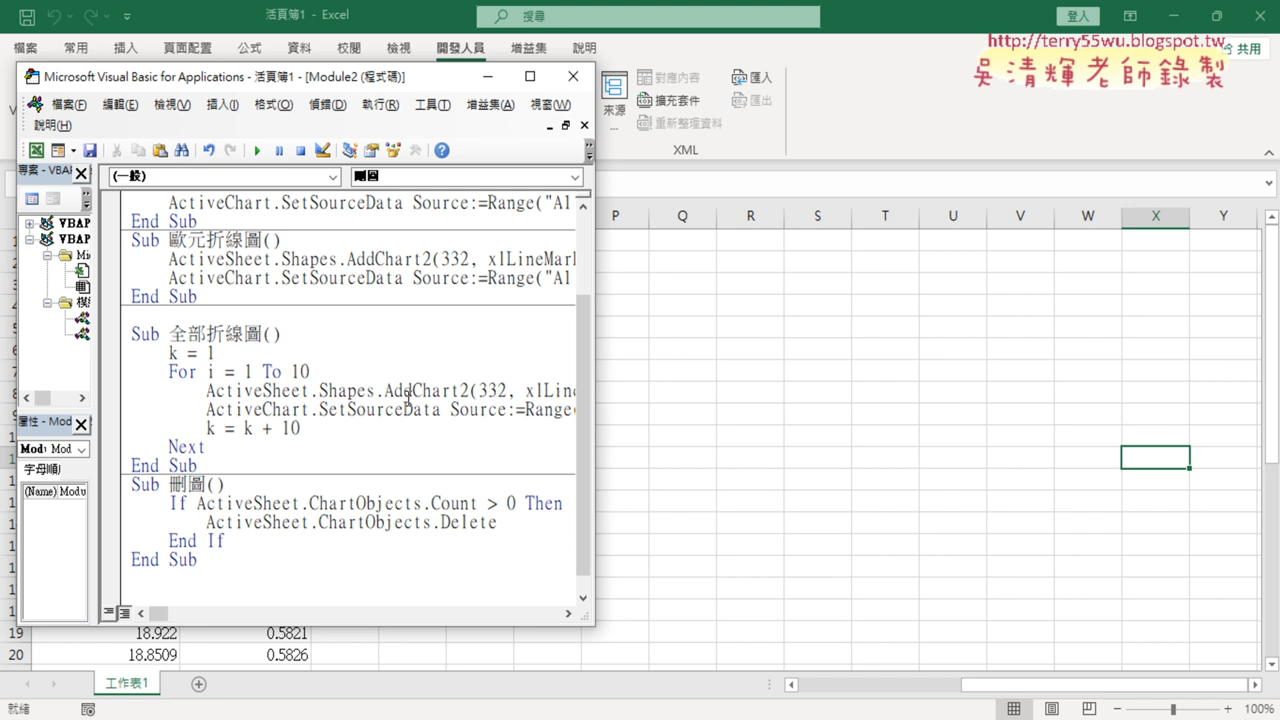 活頁簿1 - Excel
搜尋
登入
檔案 常用 插入 頁面配置 公式 資料 校閱 檢視 開發人員 增益集 說明
共用
http://terry55wu.blogspot.tw
吳清輝老師錄製
來源
...
對應內容
擴充套件
重新整理資料
匯入
匯出
XML
Microsoft Visual Basic for Applications - 活頁簿1 - [Module2 (程式碼)]
檔案(F) 編輯(E) 檢視(V) 插入(I) 格式(O) 偵錯(D) 執行(R) 工具(T) 增益集(A) 視窗(W)
說明(H)
專案 - VBAP
(一般)
刪圖
VBAP
VBAP
Mi
模
屬性 - Mod
Modu Mod
字母順
(Name) Modu
ActiveChart.SetSourceData Source:=Range("A1
End Sub
Sub 歐元折線圖()
ActiveSheet.Shapes.AddChart2(332, xlLineMark
ActiveChart.SetSourceData Source:=Range("A1
End Sub
Sub 全部折線圖()
k = 1
For i = 1 To 10
ActiveSheet.Shapes.AddChart2(332, xlLine
ActiveChart.SetSourceData Source:=Range(
k = k + 10
Next
End Sub
Sub 刪圖()
If ActiveSheet.ChartObjects.Count > 0 Then
ActiveSheet.ChartObjects.Delete
End If
End Sub
P Q R S T U V W X Y
19 18.922 0.5821
20 18.8509 0.5826
工作表1
就緒
100%